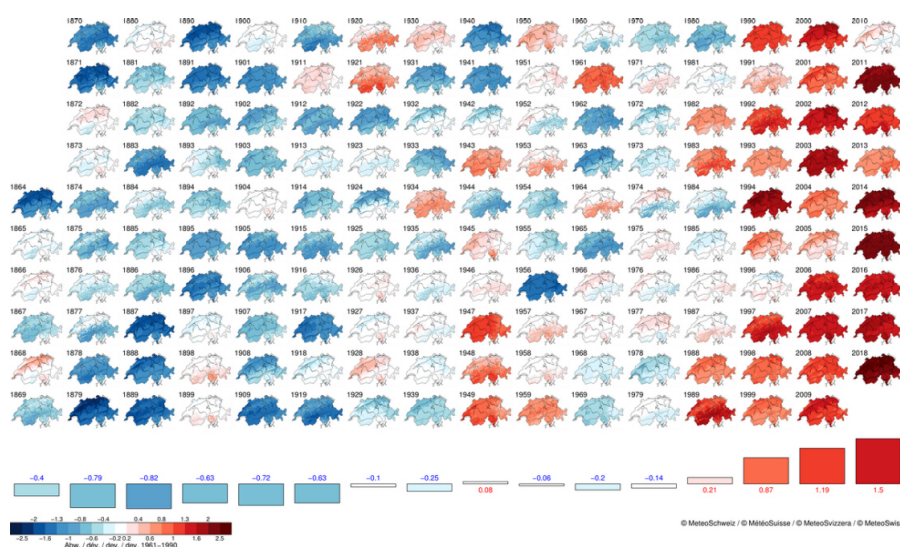 1870 1880 1890 1900 1910 1920 1930 1940 1950 1960 1970 1980 1990 2000 2010
1871 1881 1891 1901 1911 1921 1931 1941 1951 1961 1971 1981 1991 2001 2011
1872 1882 1892 1902 1912 1922 1932 1942 1952 1962 1972 1982 1992 2002 2012
1873 1883 1893 1903 1913 1923 1933 1943 1953 1963 1973 1983 1993 2003 2013
1864 1874 1884 1894 1904 1914 1924 1934 1944 1954 1964 1974 1984 1994 2004 2014
1865 1875 1885 1895 1905 1915 1925 1935 1945 1955 1965 1975 1985 1995 2005 2015
1866 1876 1886 1896 1906 1916 1926 1936 1946 1956 1966 1976 1986 1996 2006 2016
1867 1877 1887 1897 1907 1917 1927 1937 1947 1957 1967 1977 1987 1997 2007 2017
1868 1878 1888 1898 1908 1918 1928 1938 1948 1958 1968 1978 1988 1998 2008 2018
1869 1879 1889 1899 1909 1919 1929 1939 1949 1959 1969 1979 1989 1999 2009
−0.4 −0.79 −0.82 −0.63 −0.72 −0.63 −0.1 −0.25 −0.06 −0.2 −0.14
0.08 0.21 0.87 1.19 1.5
−2 −1.3 −0.8 −0.4 0.4 0.8 1.3 2
−2.5 −1.6 −1 −0.6 −0.2 0.2 0.6 1 1.6 2.5
Abw. / dév. / dev. / dev. 1961−1990
© MeteoSchweiz / © MétéoSuisse / © MeteoSvizzera / © MeteoSwis